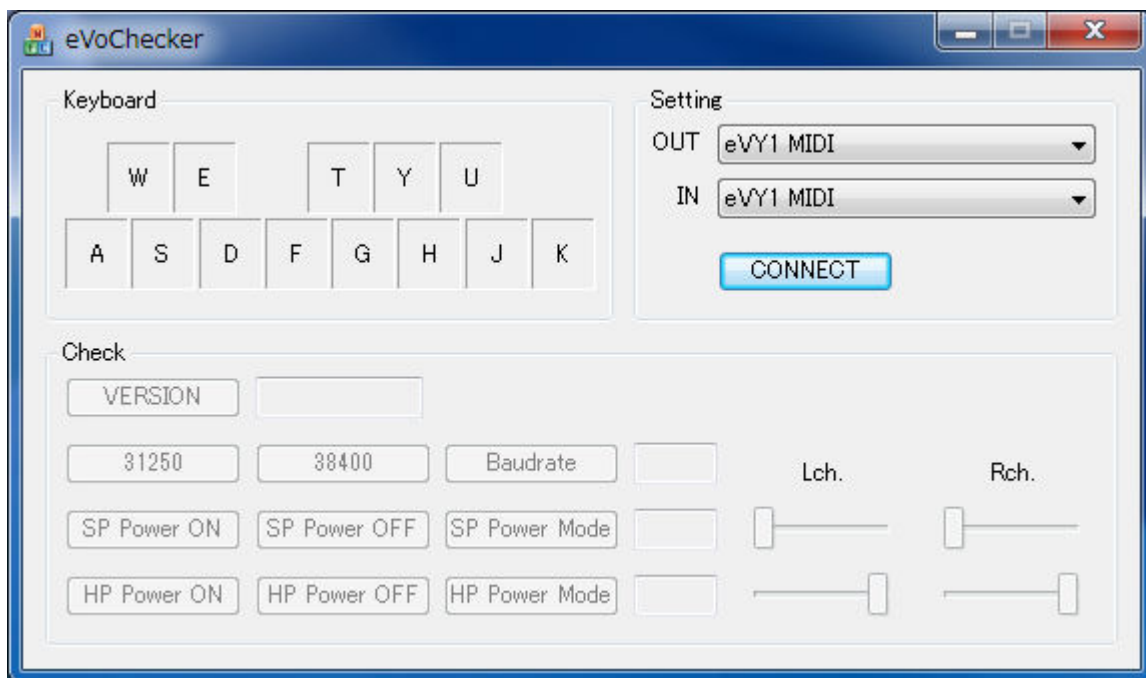 eVoChecker
Keyboard
W E T Y U
A S D F G H J K
Setting
OUT eVY1 MIDI
IN eVY1 MIDI
CONNECT
Check
VERSION
31250 38400 Baudrate Lch. Rch.
SP Power ON SP Power OFF SP Power Mode
HP Power ON HP Power OFF HP Power Mode